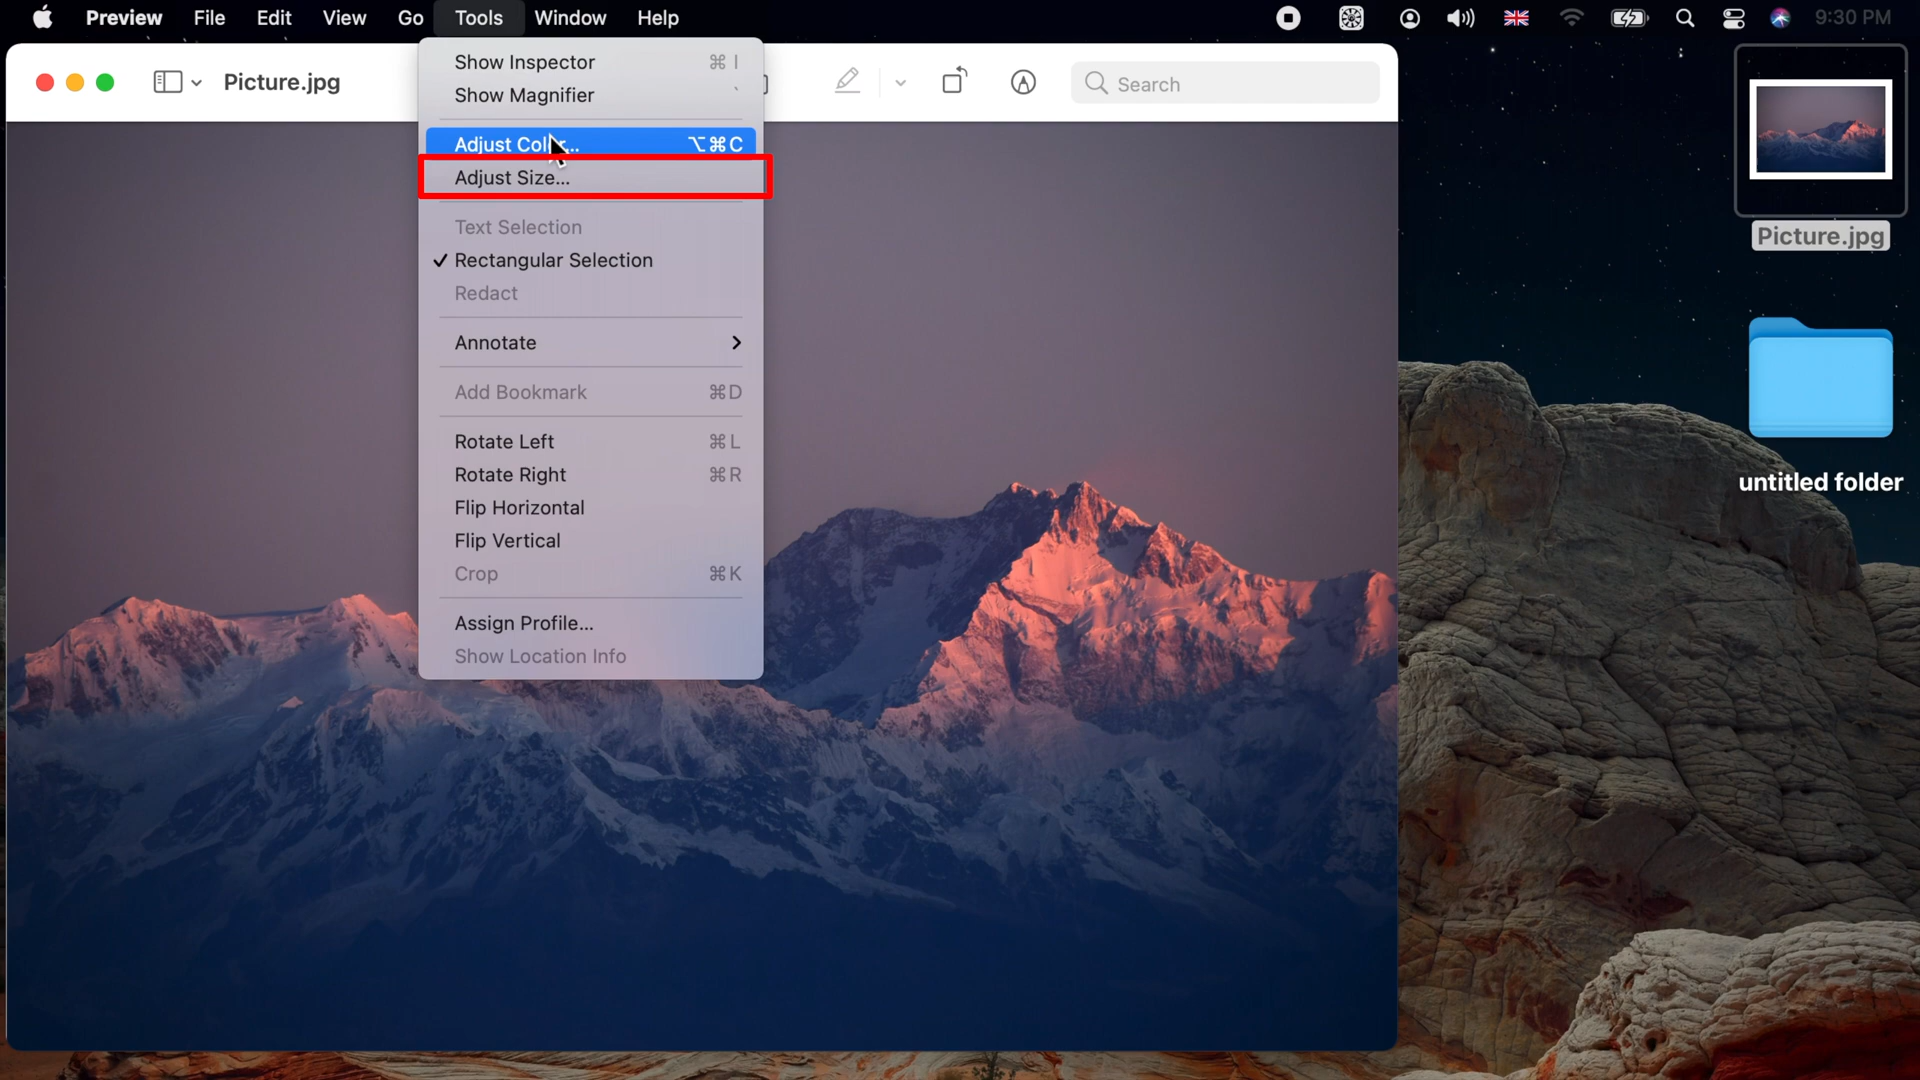 Preview File Edit View Go Tools Window Help 9:30 PM
Picture.jpg
Search
Show Inspector ⌘ I
Show Magnifier `
Adjust Color... ⌥⌘C
Adjust Size...
Text Selection
✓ Rectangular Selection
Redact
Annotate
Add Bookmark ⌘D
Rotate Left ⌘L
Rotate Right ⌘R
Flip Horizontal
Flip Vertical
Crop ⌘K
Assign Profile...
Show Location Info
Picture.jpg
untitled folder